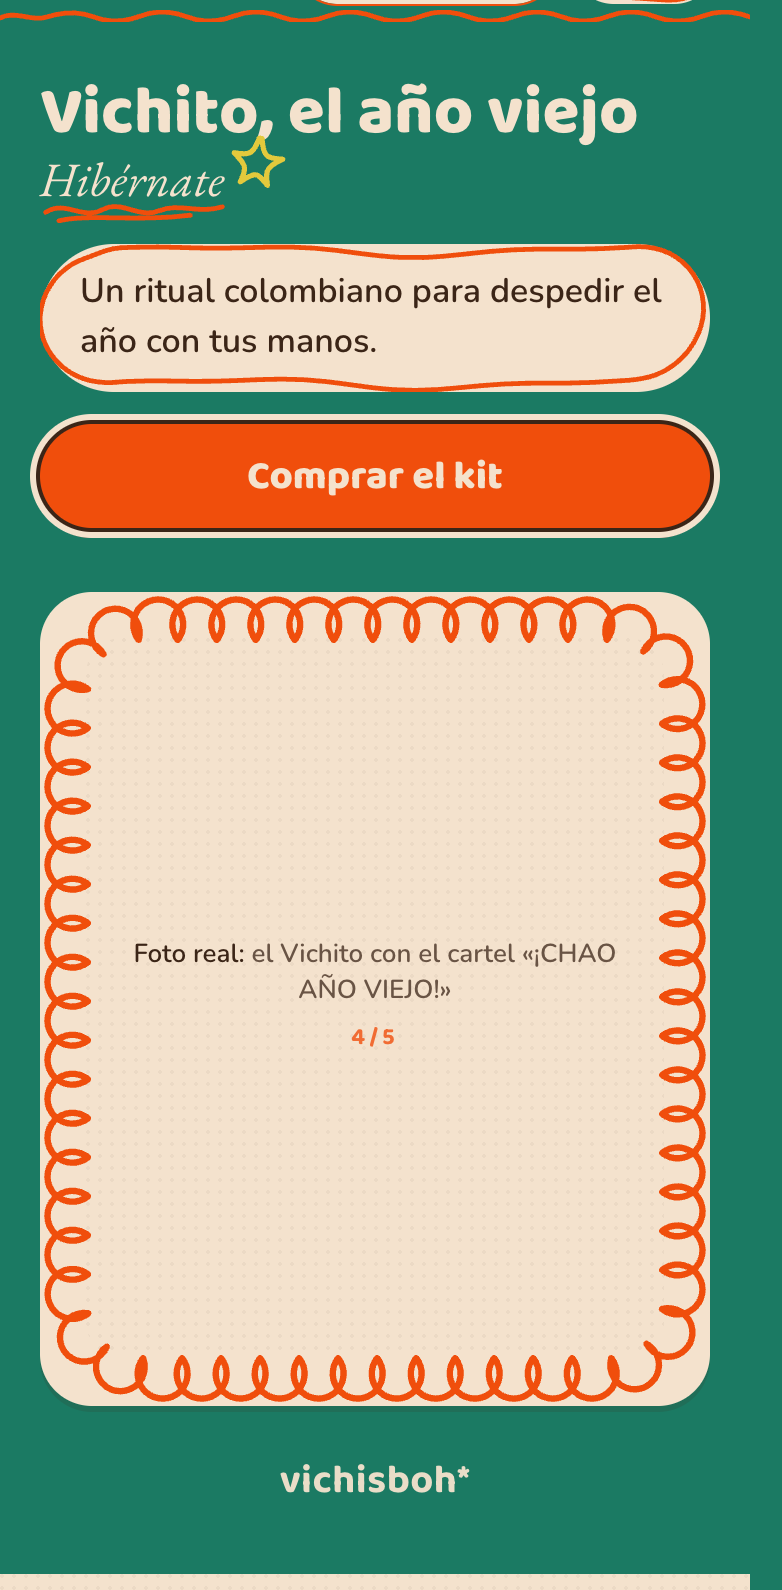 Vichito, el año viejo
Hibérnate
Un ritual colombiano para despedir el
año con tus manos.
Comprar el kit
Foto real: el Vichito con el cartel «¡CHAO
AÑO VIEJO!»
4 / 5
vichisboh*